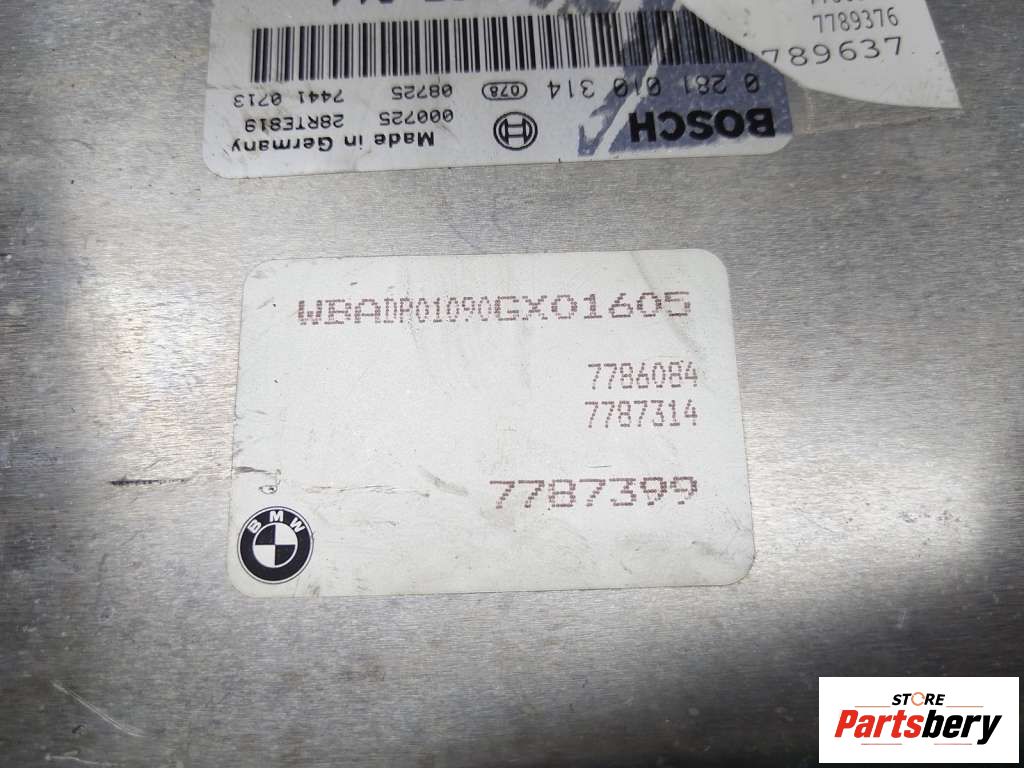 7789376
789637
0 281 010 314
078
08725
7441 0713
BOSCH
000725
28RTE819
Made in Germany
WBADP01090GX01605
7786084
7787314
7787399
BMW
STORE
Partsbery